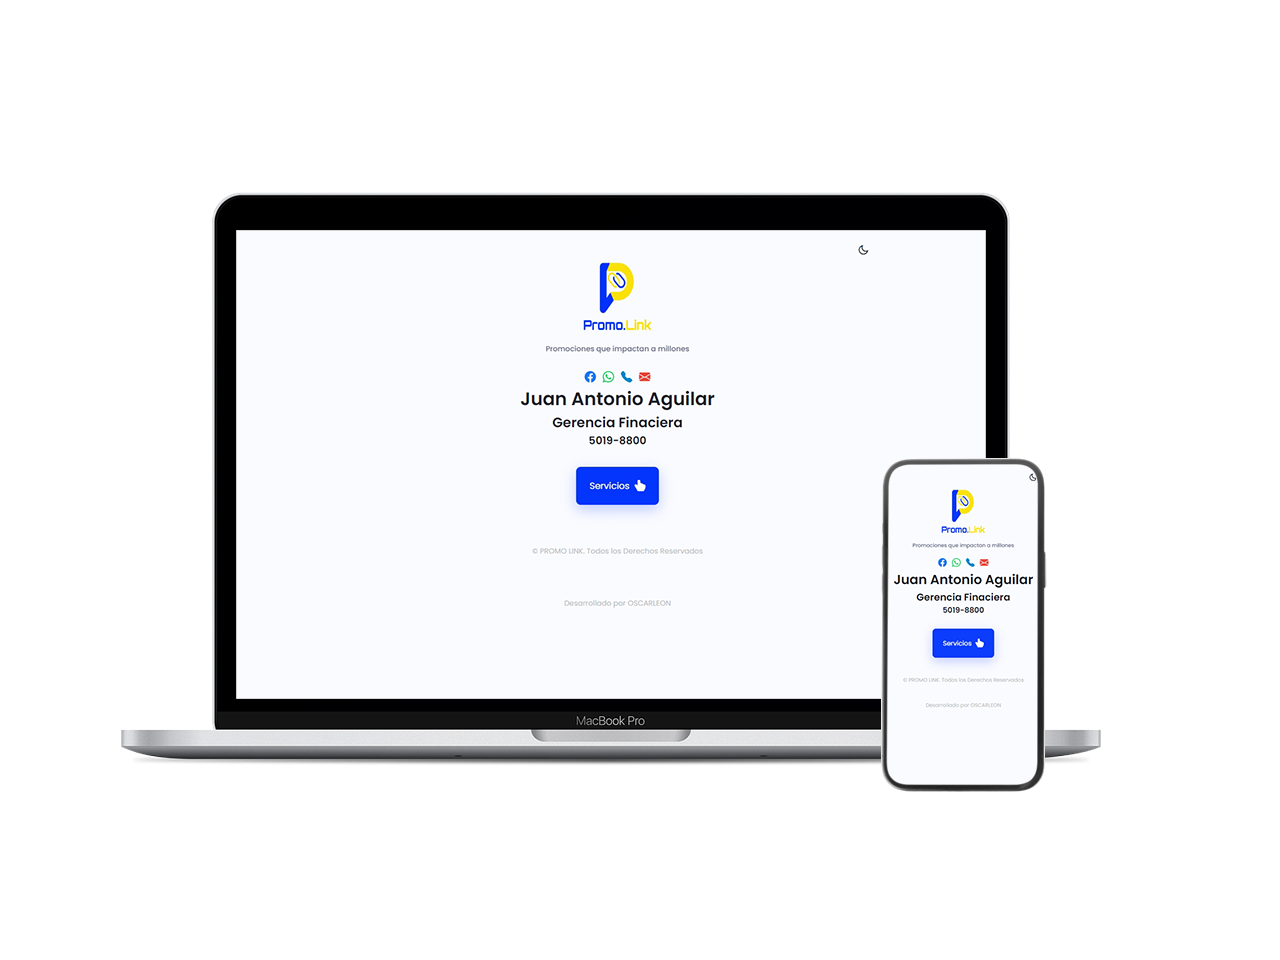 Promo.Link
Promociones que impactan a millones
Juan Antonio Aguilar
Gerencia Finaciera
5019-8800
Servicios
© PROMO LINK. Todos los Derechos Reservados
Desarrollado por OSCARLEON
MacBook Pro
Promo.Link
Promociones que impactan a millones
Juan Antonio Aguilar
Gerencia Finaciera
5019-8800
Servicios
© PROMO LINK. Todos los Derechos Reservados
Desarrollado por OSCARLEON